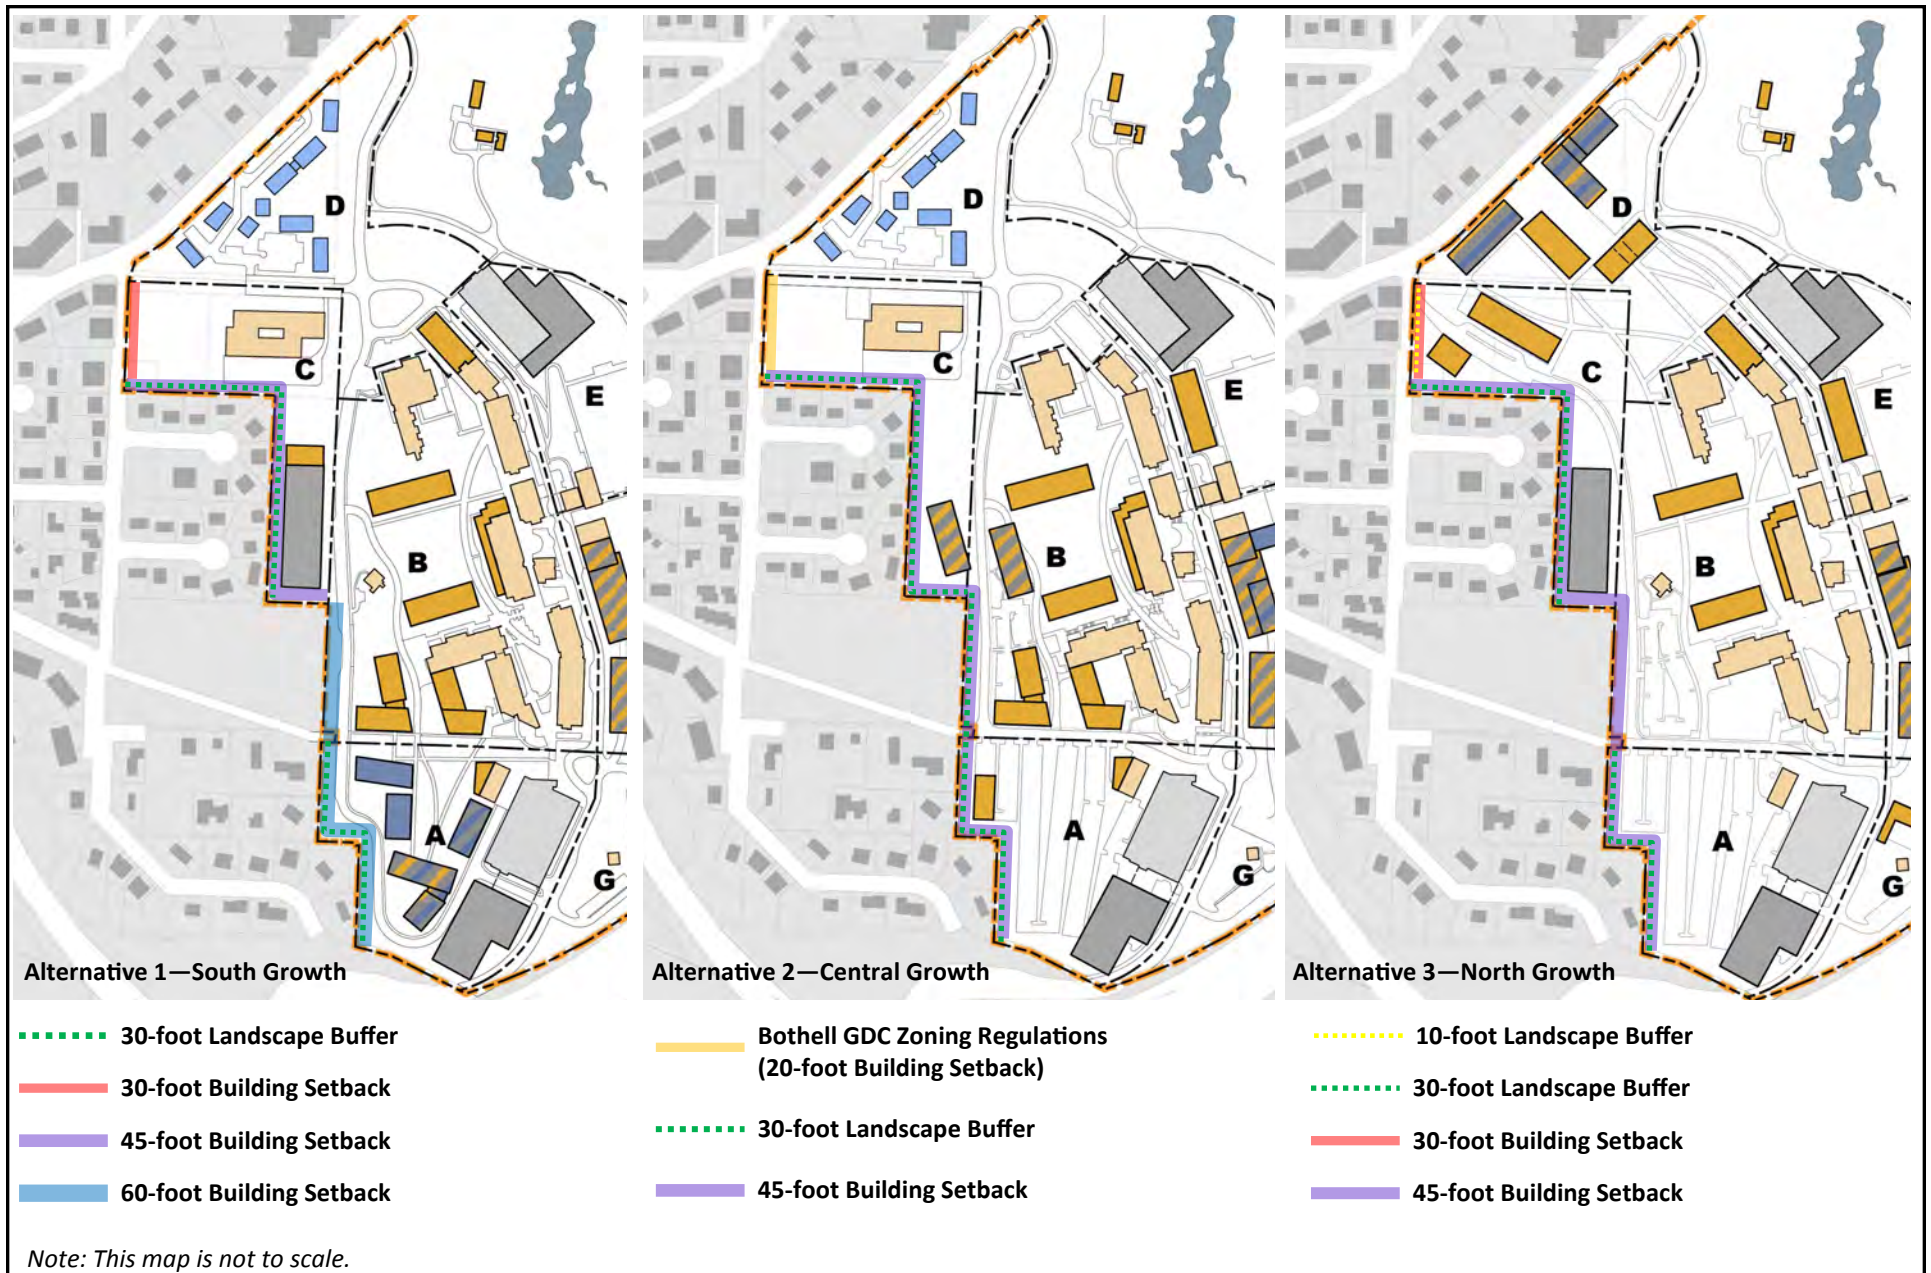 D
C
E
B
A
G
Alternative 1—South Growth
D
C
E
B
A
G
Alternative 2—Central Growth
D
C
E
B
A
G
Alternative 3—North Growth
30-foot Landscape Buffer
30-foot Building Setback
45-foot Building Setback
60-foot Building Setback
Bothell GDC Zoning Regulations
(20-foot Building Setback)
30-foot Landscape Buffer
45-foot Building Setback
10-foot Landscape Buffer
30-foot Landscape Buffer
30-foot Building Setback
45-foot Building Setback
Note: This map is not to scale.